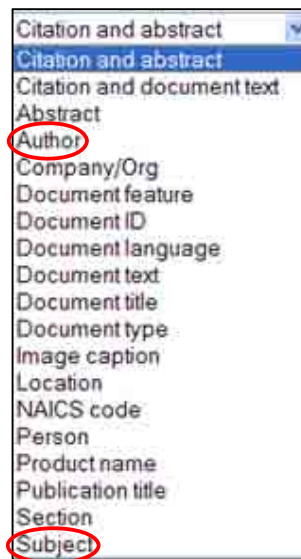 Citation and abstract
Citation and abstract
Citation and document text
Abstract
Author
Company/Org
Document feature
Document ID
Document language
Document text
Document title
Document type
Image caption
Location
NAICS code
Person
Product name
Publication title
Section
Subject